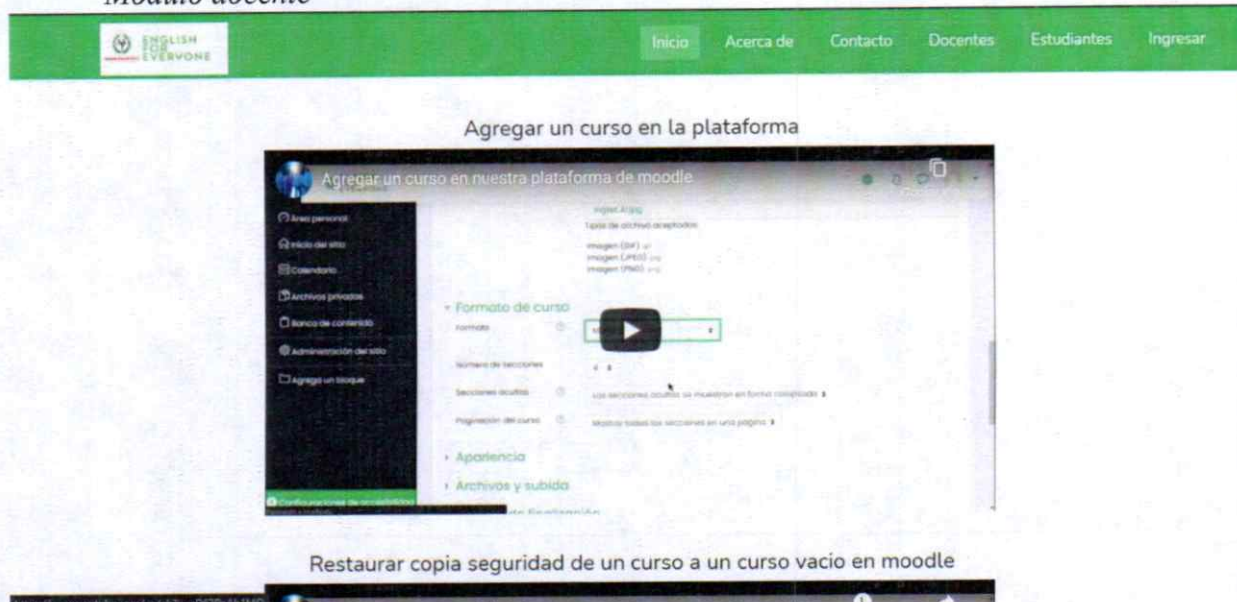 Módulo docente
ENGLISH
FOR
EVERYONE
Inicio Acerca de Contacto Docentes Estudiantes Ingresar
Agregar un curso en la plataforma
Agregar un curso en nuestra plataforma de moodle
Área personal
Inicio del sitio
Calendario
Archivos privados
Banco de contenido
Administración del sitio
Agrega un bloque
Tipos de archivo aceptados
Imagen (GIF)
Imagen (JPEG)
Imagen (PNG)
Formato de curso
Formato
Número de secciones 4
Secciones ocultas Las secciones ocultas se muestran en forma colapsada
Paginación del curso Mostrar todas las secciones en una página
Apariencia
Archivos y subida
Configuraciones de accesibilidad
Restaurar copia seguridad de un curso a un curso vacio en moodle